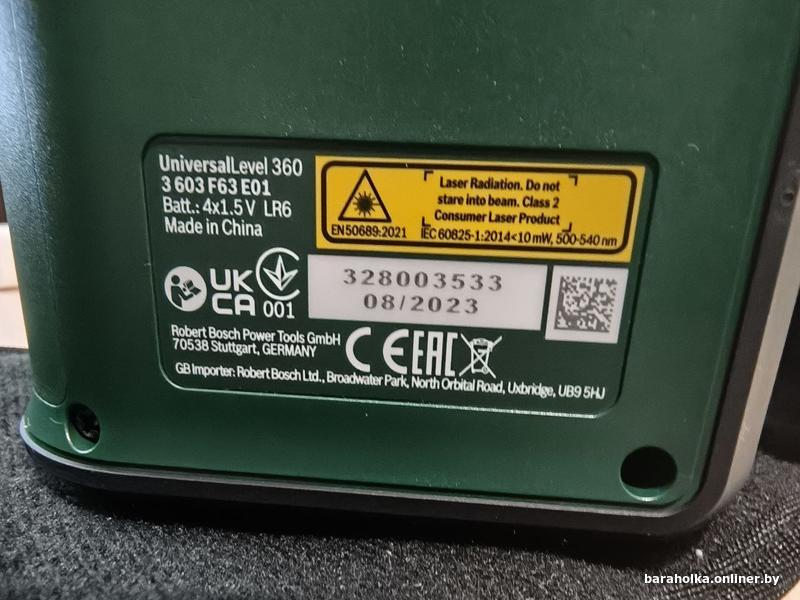 UniversalLevel 360
3 603 F63 E01
Batt.: 4x1.5 V LR6
Made in China
Laser Radiation. Do not
stare into beam. Class 2
Consumer Laser Product
EN 50689:2021 IEC 60825-1:2014<10 mW, 500-540 nm
UK
CA 001
328003533
08/2023
Robert Bosch Power Tools GmbH
70538 Stuttgart, GERMANY
CE EAC
GB Importer: Robert Bosch Ltd., Broadwater Park, North Orbital Road, Uxbridge, UB9 5HJ
baraholka.onliner.by